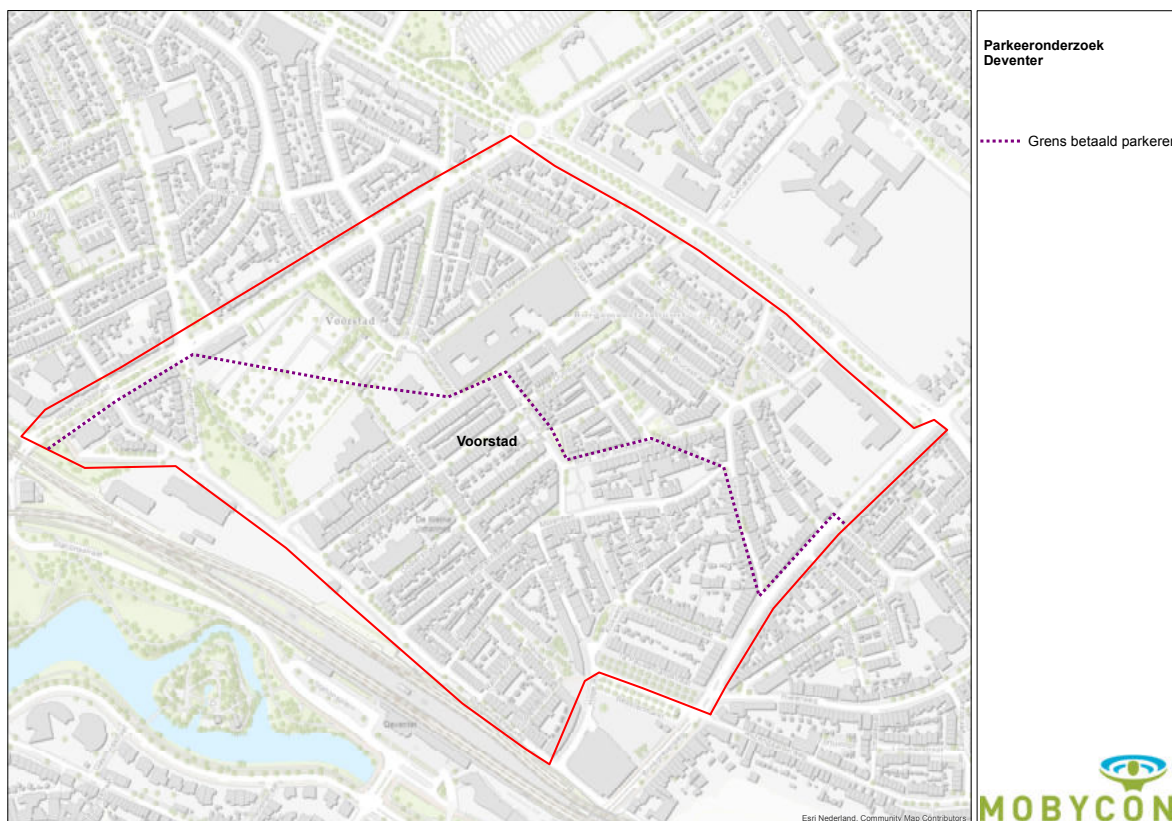 Parkeeronderzoek
Deventer
Grens betaald parkeren
Voorstad
Voorstad
Deventer
Esri Nederland, Community Map Contributors
MOBYCON